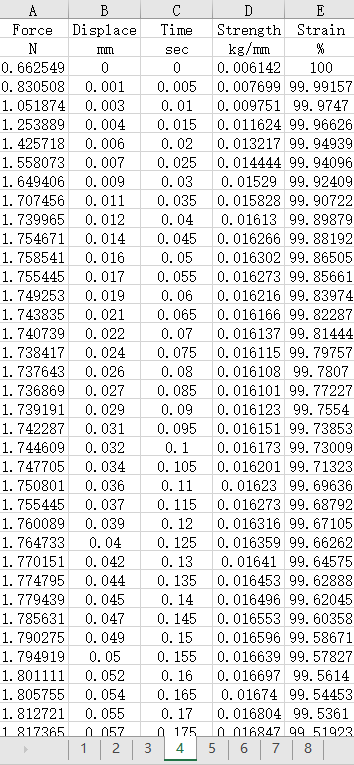 A B C D E
Force Displace Time Strength Strain
N mm sec kg/mm %
0.662549 0 0 0.006142 100
0.830508 0.001 0.005 0.007699 99.99157
1.051874 0.003 0.01 0.009751 99.9747
1.253889 0.004 0.015 0.011624 99.96626
1.425718 0.006 0.02 0.013217 99.94939
1.558073 0.007 0.025 0.014444 99.94096
1.649406 0.009 0.03 0.01529 99.92409
1.707456 0.011 0.035 0.015828 99.90722
1.739965 0.012 0.04 0.01613 99.89879
1.754671 0.014 0.045 0.016266 99.88192
1.758541 0.016 0.05 0.016302 99.86505
1.755445 0.017 0.055 0.016273 99.85661
1.749253 0.019 0.06 0.016216 99.83974
1.743835 0.021 0.065 0.016166 99.82287
1.740739 0.022 0.07 0.016137 99.81444
1.738417 0.024 0.075 0.016115 99.79757
1.737643 0.026 0.08 0.016108 99.7807
1.736869 0.027 0.085 0.016101 99.77227
1.739191 0.029 0.09 0.016123 99.7554
1.742287 0.031 0.095 0.016151 99.73853
1.744609 0.032 0.1 0.016173 99.73009
1.747705 0.034 0.105 0.016201 99.71323
1.750801 0.036 0.11 0.01623 99.69636
1.755445 0.037 0.115 0.016273 99.68792
1.760089 0.039 0.12 0.016316 99.67105
1.764733 0.04 0.125 0.016359 99.66262
1.770151 0.042 0.13 0.01641 99.64575
1.774795 0.044 0.135 0.016453 99.62888
1.779439 0.045 0.14 0.016496 99.62045
1.785631 0.047 0.145 0.016553 99.60358
1.790275 0.049 0.15 0.016596 99.58671
1.794919 0.05 0.155 0.016639 99.57827
1.801111 0.052 0.16 0.016697 99.5614
1.805755 0.054 0.165 0.01674 99.54453
1.812721 0.055 0.17 0.016804 99.5361
1.817365 0.057 0.175 0.016847 99.51923
1 2 3 4 5 6 7 8